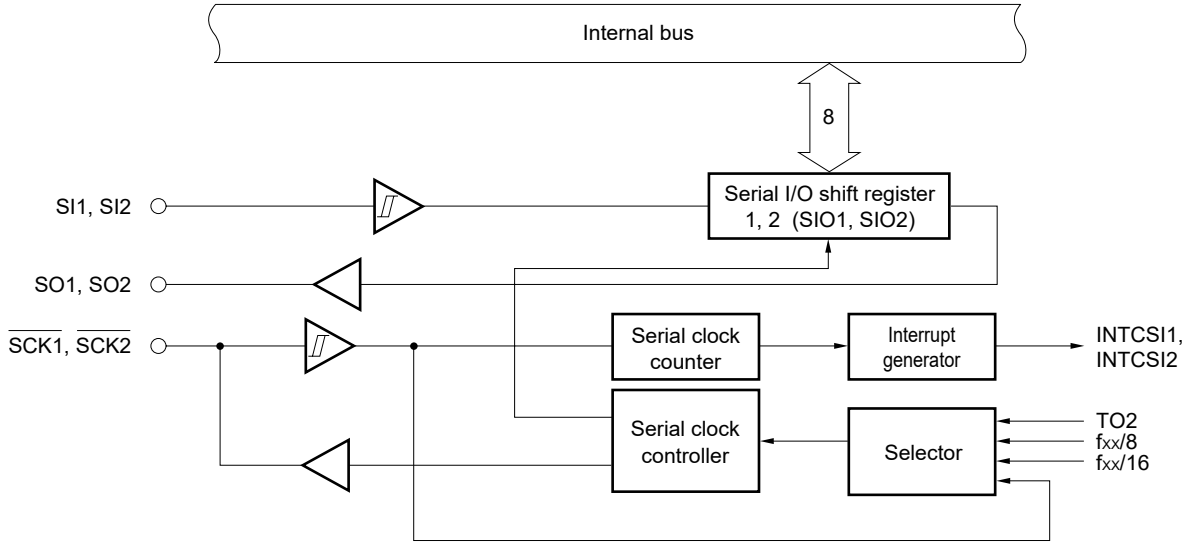 Internal bus
8
SI1, SI2
Serial I/O shift register
1, 2 (SIO1, SIO2)
SO1, SO2
SCK1, SCK2
Serial clock
counter
Interrupt
generator
INTCSI1,
INTCSI2
Serial clock
controller
Selector
TO2
fxx/8
fxx/16